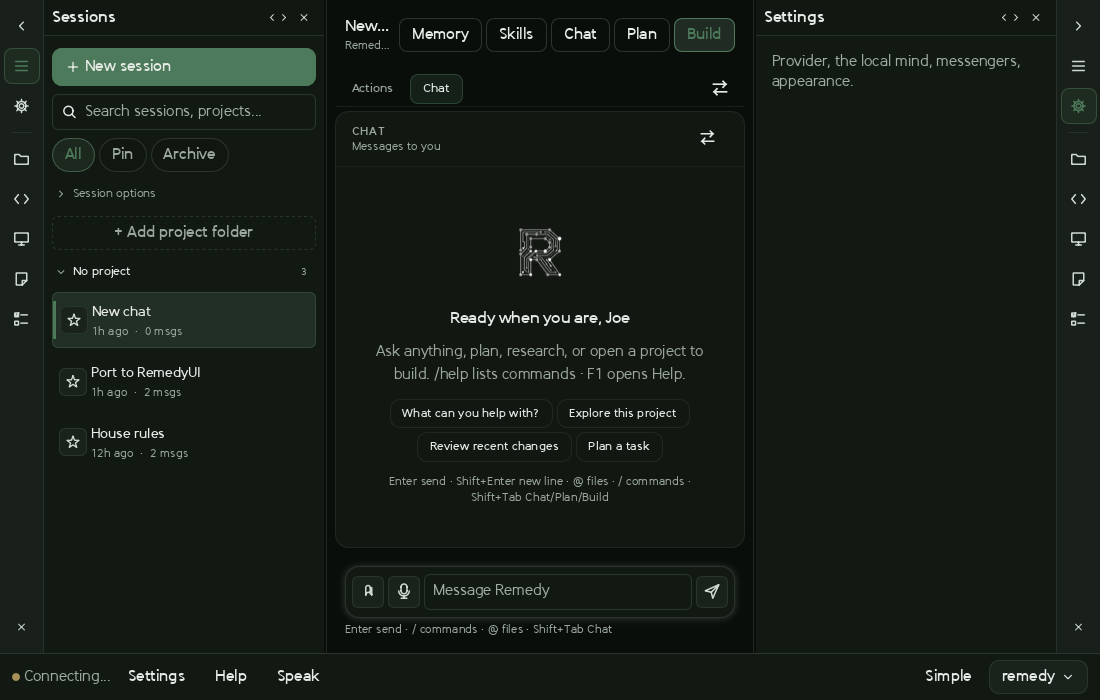 Sessions
+ New session
Search sessions, projects...
All
Pin
Archive
Session options
+ Add project folder
No project
3
New chat
1h ago · 0 msgs
Port to RemedyUI
1h ago · 2 msgs
House rules
12h ago · 2 msgs
New...
Remed...
Memory
Skills
Chat
Plan
Build
Actions
Chat
CHAT
Messages to you
Ready when you are, Joe
Ask anything, plan, research, or open a project to
build. /help lists commands · F1 opens Help.
What can you help with?
Explore this project
Review recent changes
Plan a task
Enter send · Shift+Enter new line · @ files · / commands ·
Shift+Tab Chat/Plan/Build
Message Remedy
Enter send · / commands · @ files · Shift+Tab Chat
Settings
Provider, the local mind, messengers,
appearance.
Connecting...
Settings
Help
Speak
Simple
remedy